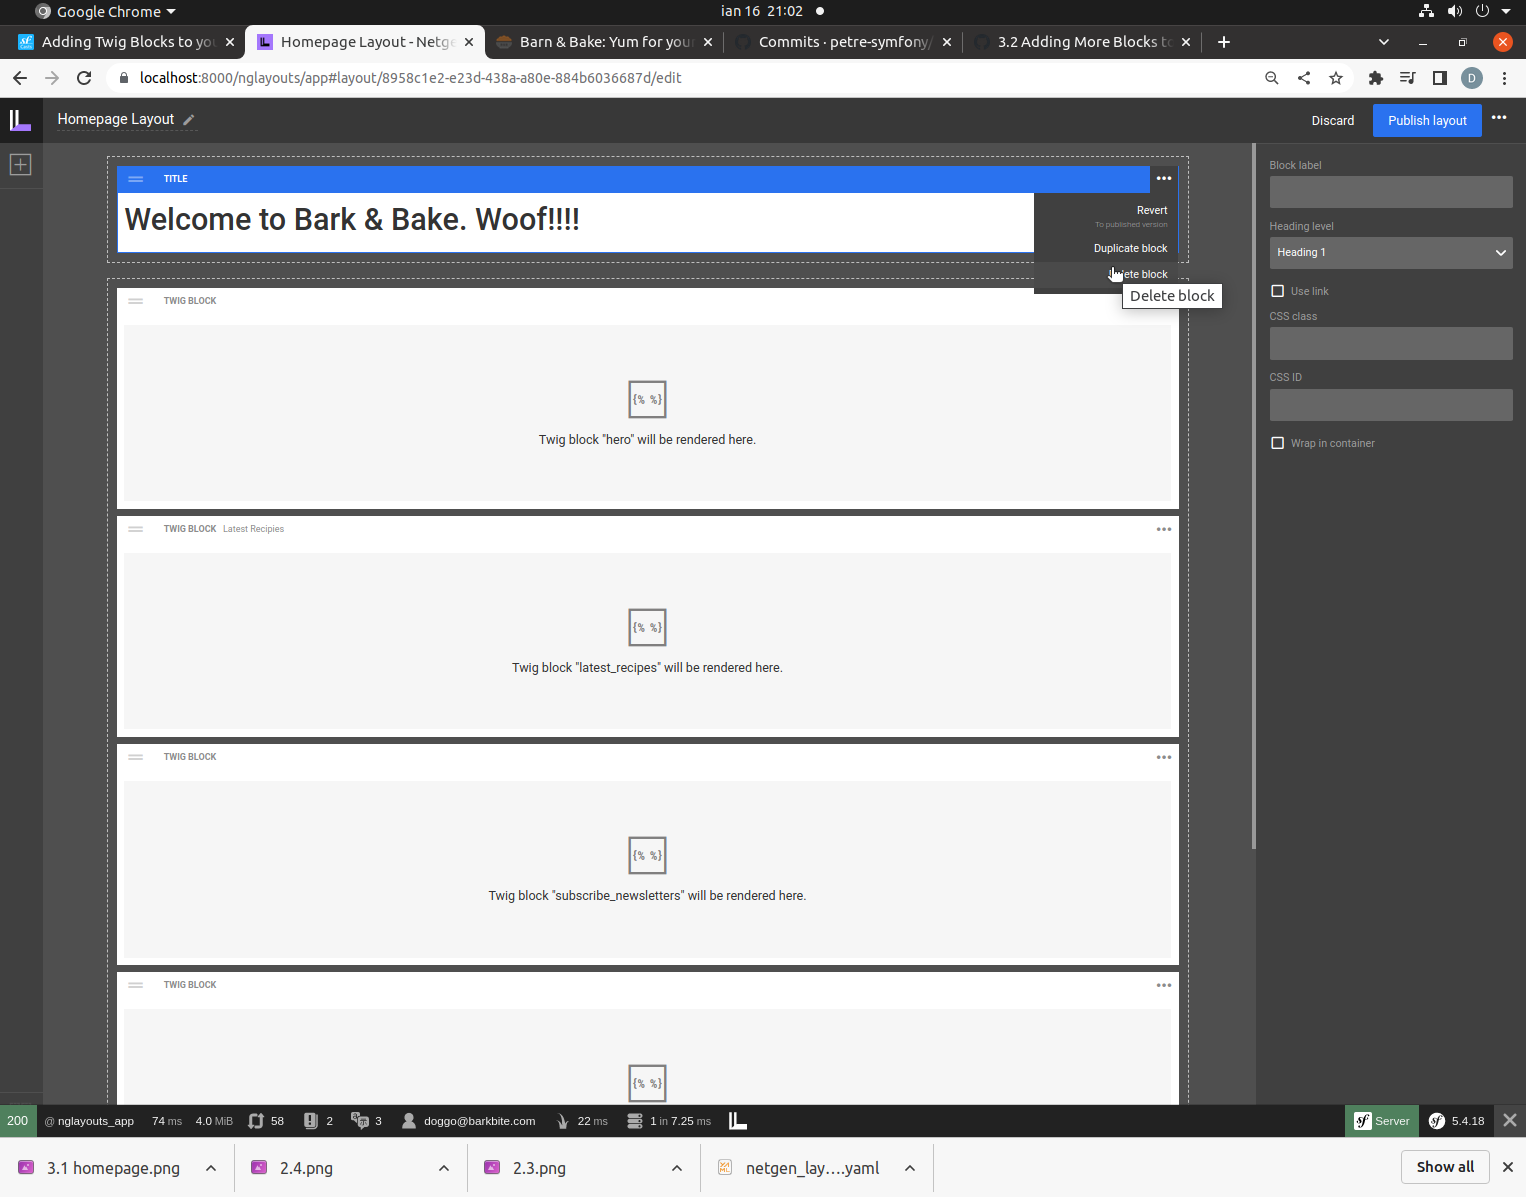 Google Chrome
ian 16 21:02
Adding Twig Blocks to yo
Homepage Layout - Netge
Barn & Bake: Yum for your
Commits · petre-symfony/
3.2 Adding More Blocks to
localhost:8000/nglayouts/app#layout/8958c1e2-e23d-438a-a80e-884b6036687d/edit
D
Homepage Layout
Discard
Publish layout
TITLE
Welcome to Bark & Bake. Woof!!!!
Revert
To published version
Duplicate block
lete block
Delete block
Block label
Heading level
Heading 1
Use link
CSS class
CSS ID
Wrap in container
TWIG BLOCK
{% %}
Twig block "hero" will be rendered here.
TWIG BLOCK Latest Recipies
{% %}
Twig block "latest_recipes" will be rendered here.
TWIG BLOCK
{% %}
Twig block "subscribe_newsletters" will be rendered here.
TWIG BLOCK
{% %}
200 @ nglayouts_app 74 ms 4.0 MiB 58 2 3 doggo@barkbite.com 22 ms 1 in 7.25 ms Server 5.4.18
3.1 homepage.png
2.4.png
2.3.png
netgen_lay....yaml
Show all